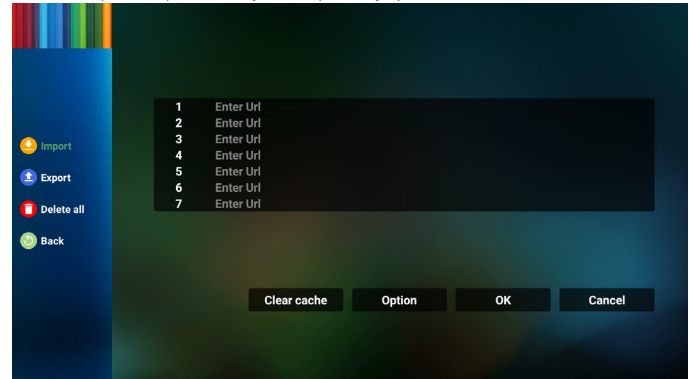 Import
Export
Delete all
Back
1 Enter Url
2 Enter Url
3 Enter Url
4 Enter Url
5 Enter Url
6 Enter Url
7 Enter Url
Clear cache Option OK Cancel